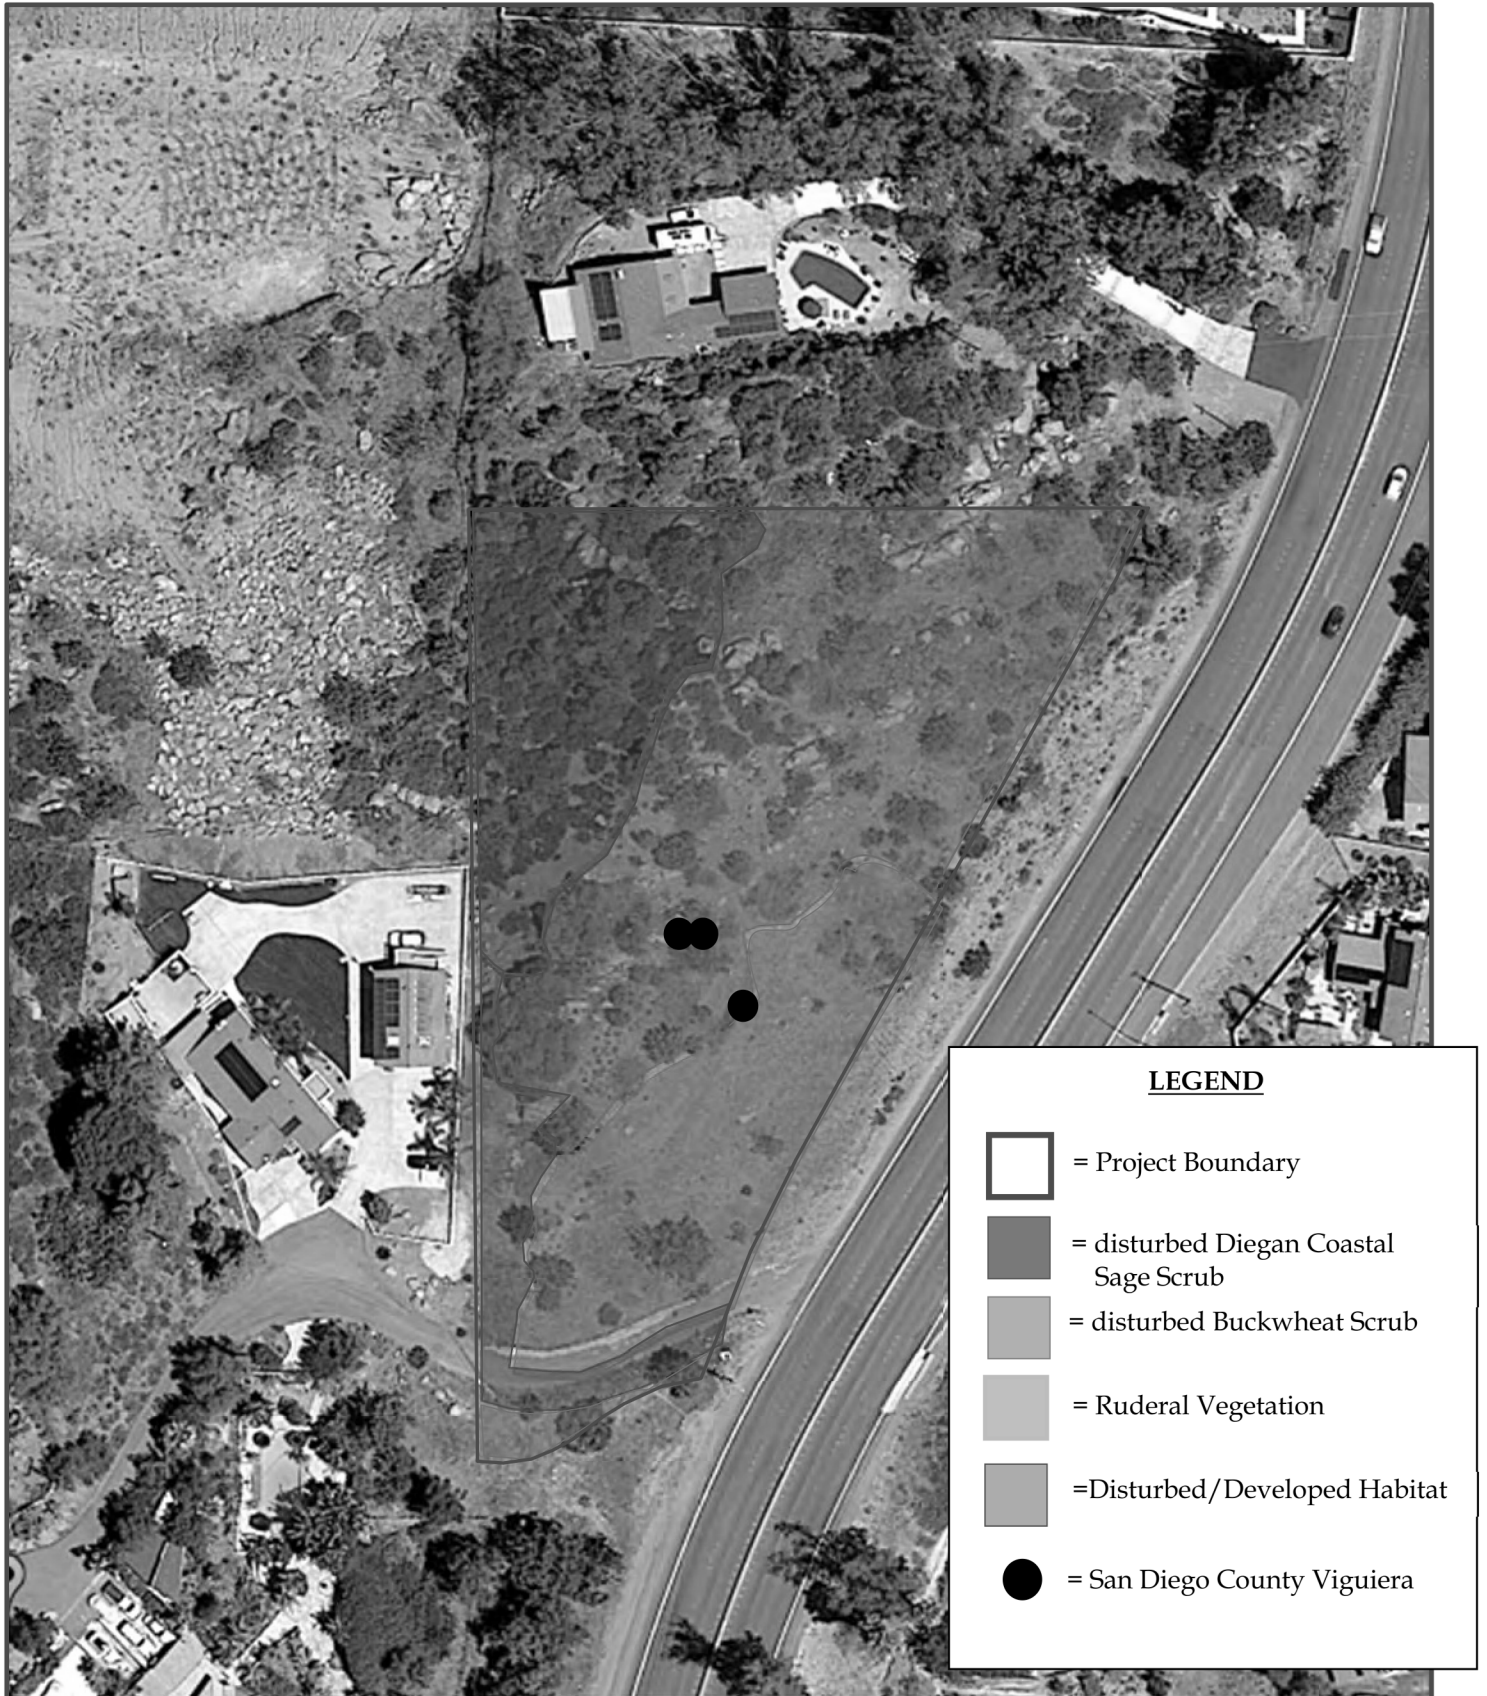 LEGEND
= Project Boundary
= disturbed Diegan Coastal
Sage Scrub
= disturbed Buckwheat Scrub
= Ruderal Vegetation
=Disturbed/Developed Habitat
= San Diego County Viguiera